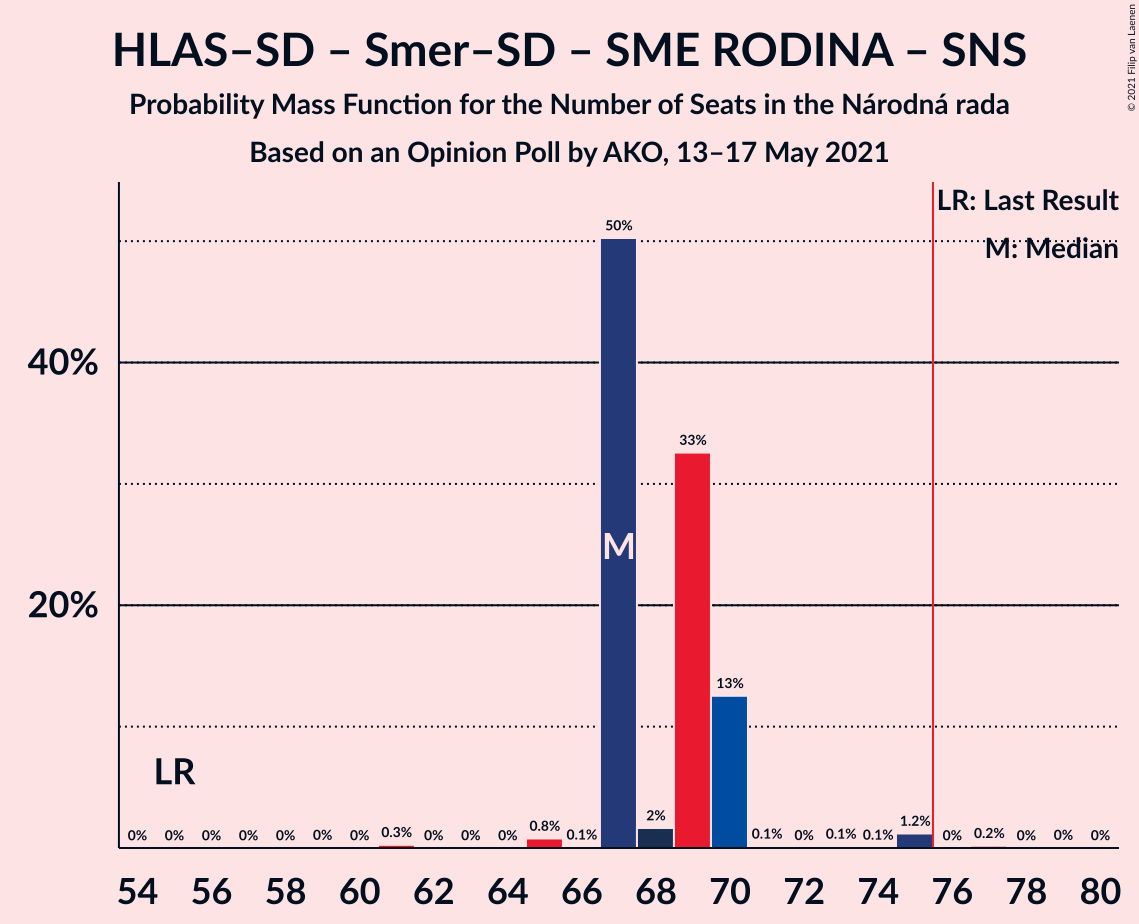 HLAS–SD – Smer–SD – SME RODINA – SNS
Probability Mass Function for the Number of Seats in the Národná rada
Based on an Opinion Poll by AKO, 13–17 May 2021
© 2021 Filip van Laenen
LR: Last Result
M: Median
50%
40%
33%
M
20%
13%
LR
0% 0% 0% 0% 0% 0% 0% 0.3% 0% 0% 0% 0.8% 0.1% 2% 0.1% 0% 0.1% 0.1% 1.2% 0% 0.2% 0% 0% 0%
54 56 58 60 62 64 66 68 70 72 74 76 78 80